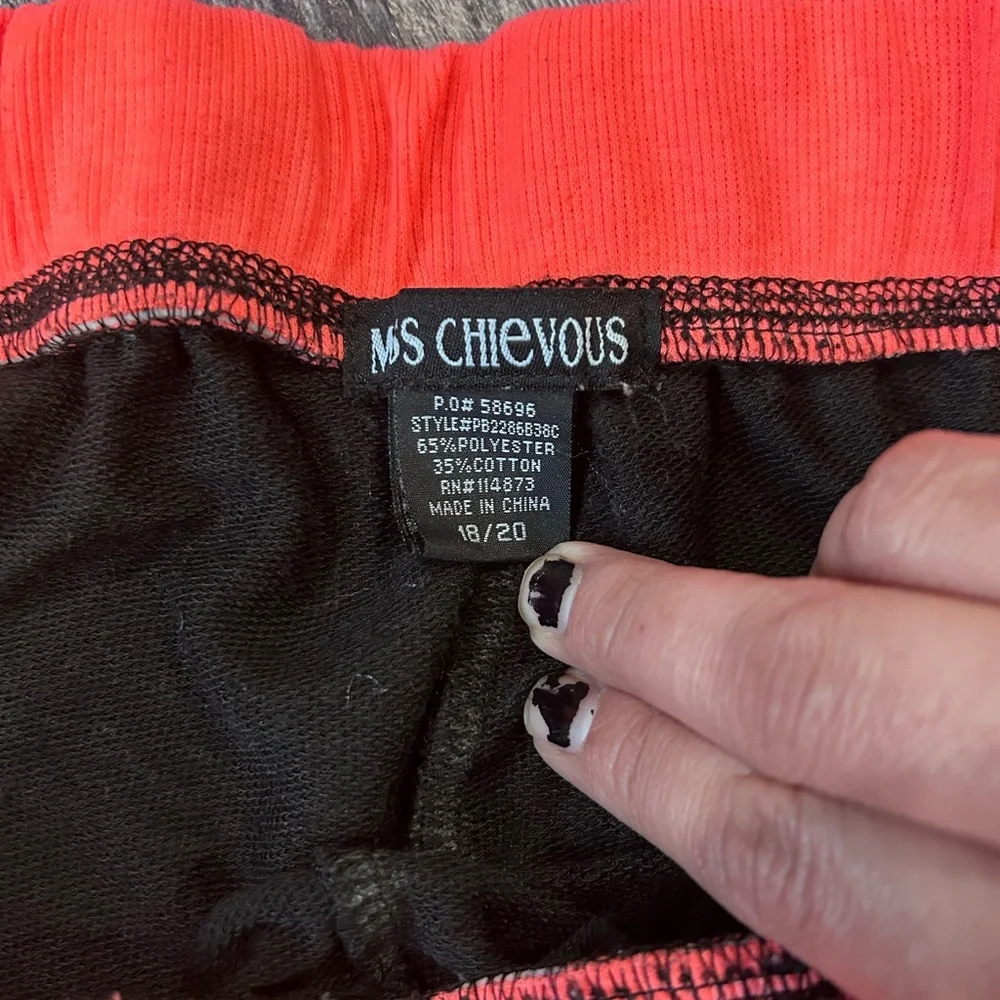 MS CHIeVOUS
P.O# 58696
STYLE#PB2286B38C
65%POLYESTER
35%COTTON
RN#114873
MADE IN CHINA
18/20